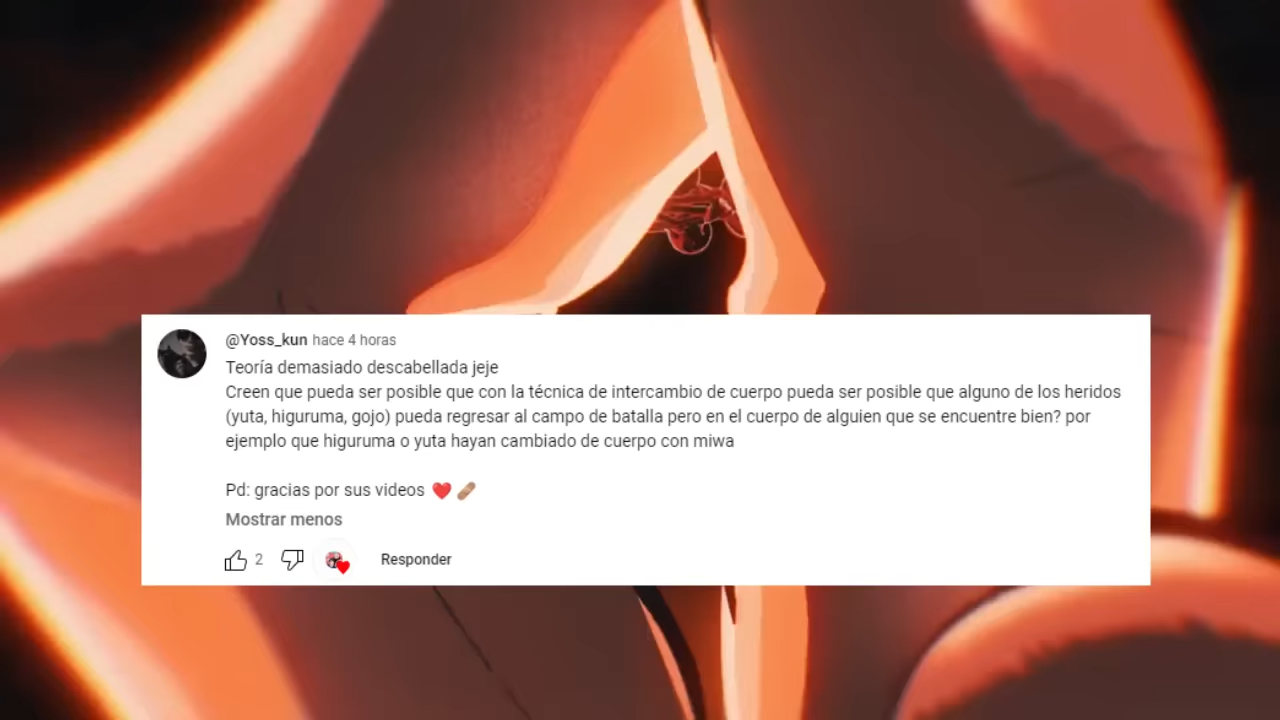 @Yoss_kun hace 4 horas
Teoría demasiado descabellada jeje
Creen que pueda ser posible que con la técnica de intercambio de cuerpo pueda ser posible que alguno de los heridos
(yuta, higuruma, gojo) pueda regresar al campo de batalla pero en el cuerpo de alguien que se encuentre bien? por
ejemplo que higuruma o yuta hayan cambiado de cuerpo con miwa
Pd: gracias por sus videos ❤️ 🩹
Mostrar menos
2 Responder